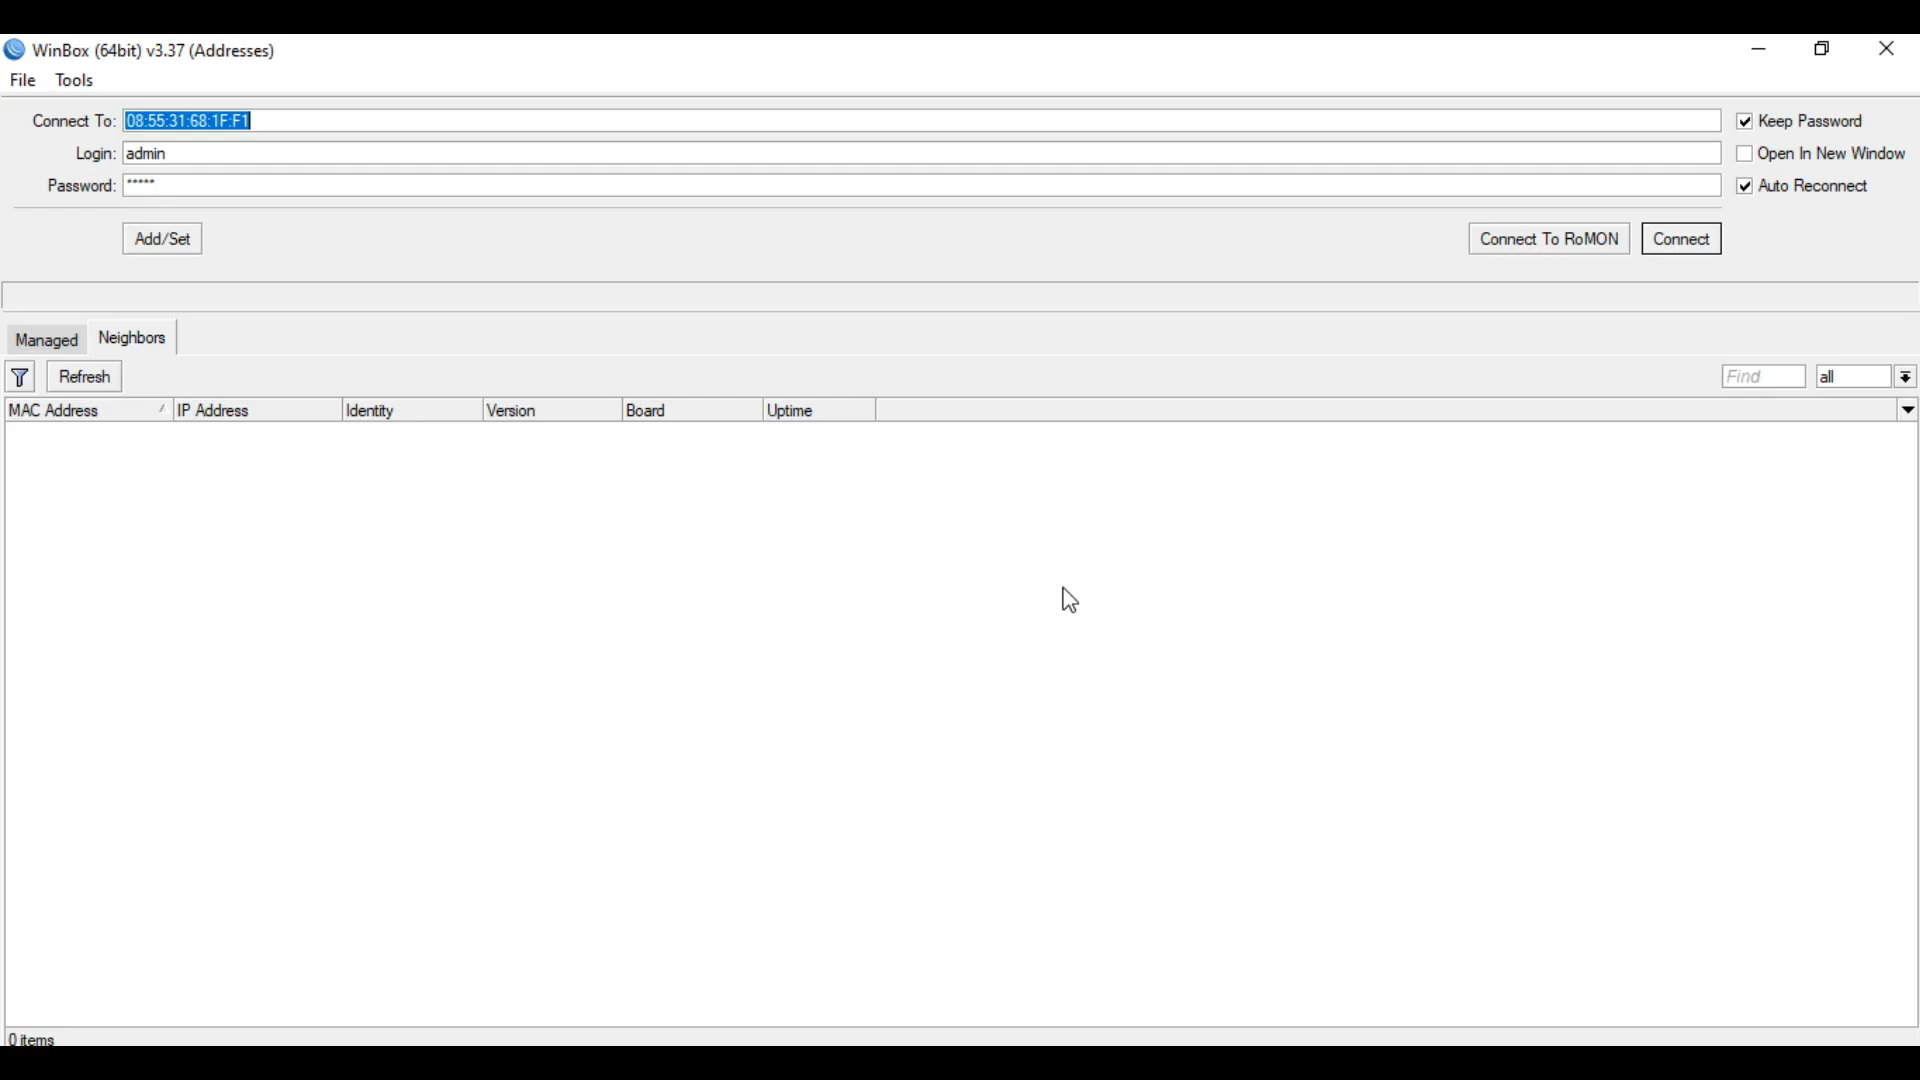 WinBox (64bit) v3.37 (Addresses)
File Tools
Connect To: 08:55:31:68:1F:F1 Keep Password
Login: admin Open In New Window
Password: ***** Auto Reconnect
Add/Set Connect To RoMON Connect
Managed Neighbors
Refresh Find all
MAC Address IP Address Identity Version Board Uptime
0 items